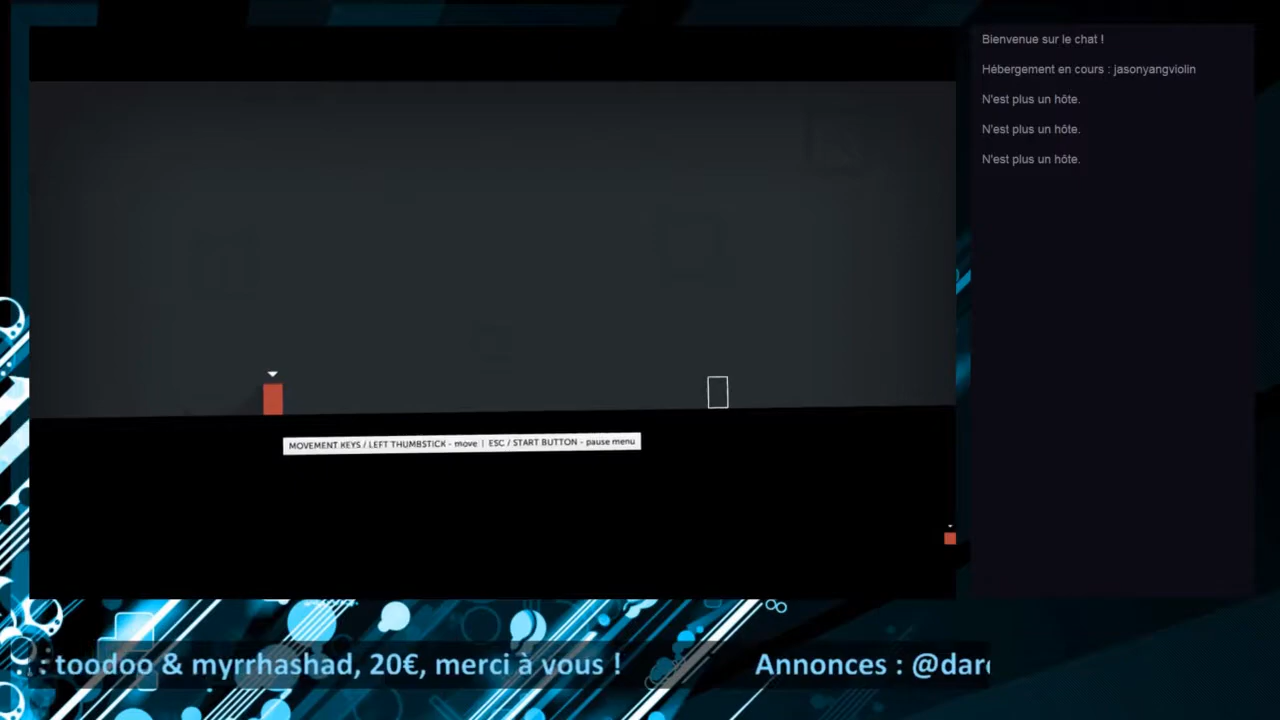 Bienvenue sur le chat !
Hébergement en cours : jasonyangviolin
N'est plus un hôte.
N'est plus un hôte.
N'est plus un hôte.
MOVEMENT KEYS / LEFT THUMBSTICK - move | ESC / START BUTTON - pause menu
: toodoo & myrrhashad, 20€, merci à vous ! Annonces : @dar